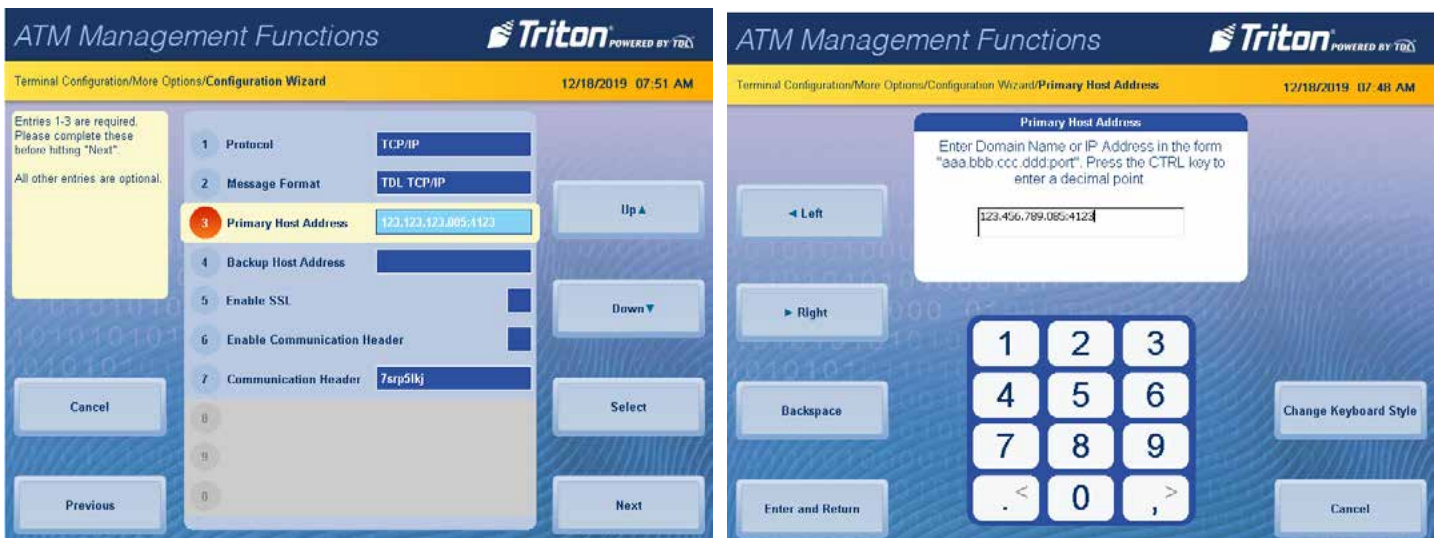 ATM Management Functions
Triton POWERED BY TDL
Terminal Configuration/More Options/Configuration Wizard
12/18/2019 07:51 AM
Entries 1-3 are required.
Please complete these
before hitting "Next".
All other entries are optional.
1 Protocol TCP/IP
2 Message Format TDL TCP/IP
3 Primary Host Address 123.123.123.005:4123
4 Backup Host Address
5 Enable SSL
6 Enable Communication Header
7 Communication Header 7srp5lkj
8
9
0
Cancel
Previous
Up
Down
Select
Next
ATM Management Functions
Triton POWERED BY TDL
Terminal Configuration/More Options/Configuration Wizard/Primary Host Address
12/18/2019 07:48 AM
Primary Host Address
Enter Domain Name or IP Address in the form
"aaa.bbb.ccc.ddd:port". Press the CTRL key to
enter a decimal point
123.456.789.085:4123
Left
Right
Backspace
Enter and Return
1 2 3
4 5 6
7 8 9
. < 0 , >
Change Keyboard Style
Cancel